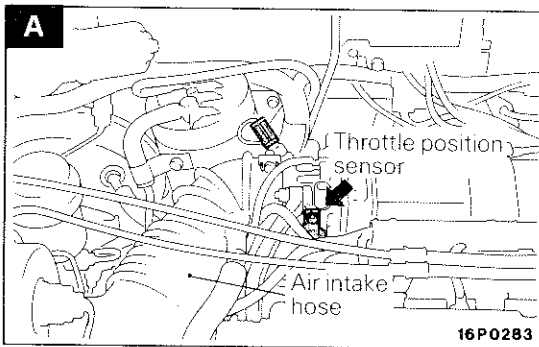 A
Throttle position
sensor
Air intake
hose
16P0283